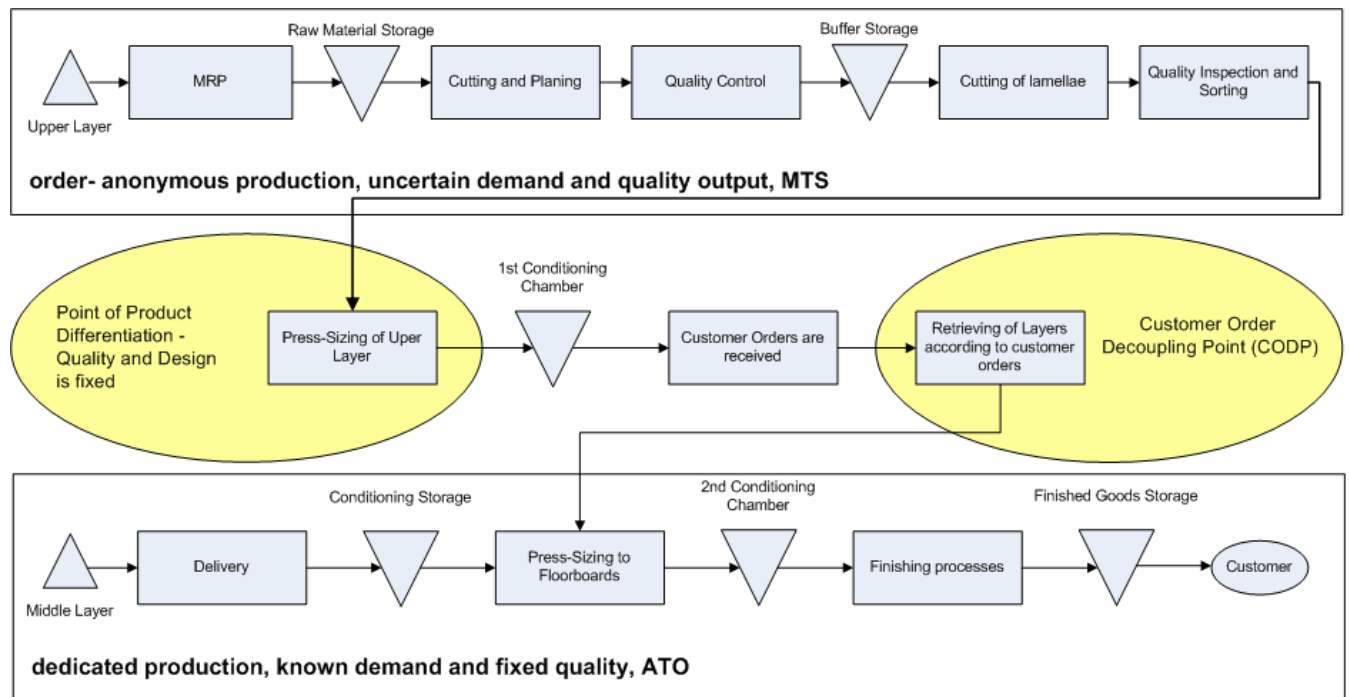 Raw Material Storage
Buffer Storage
MRP
Cutting and Planing
Quality Control
Cutting of lamellae
Quality Inspection and
Sorting
Upper Layer
order- anonymous production, uncertain demand and quality output, MTS
1st Conditioning
Chamber
Point of Product
Differentiation -
Quality and Design
is fixed
Press-Sizing of Uper
Layer
Customer Orders are
received
Retrieving of Layers
according to customer
orders
Customer Order
Decoupling Point (CODP)
Conditioning Storage
2nd Conditioning
Chamber
Finished Goods Storage
Delivery
Press-Sizing to
Floorboards
Finishing processes
Customer
Middle Layer
dedicated production, known demand and fixed quality, ATO